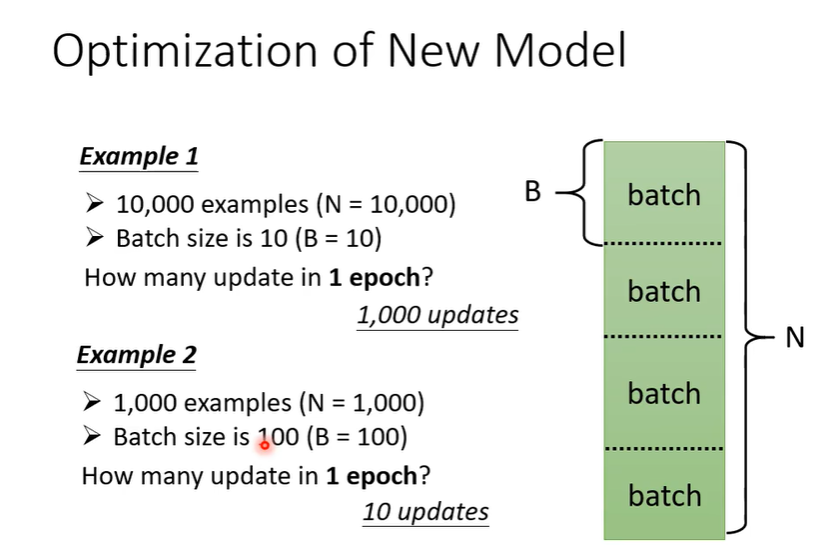 Optimization of New Model
Example 1
➢ 10,000 examples (N = 10,000)
➢ Batch size is 10 (B = 10)
How many update in 1 epoch?
1,000 updates
Example 2
➢ 1,000 examples (N = 1,000)
➢ Batch size is 100 (B = 100)
How many update in 1 epoch?
10 updates
B
batch
batch
batch
batch
N